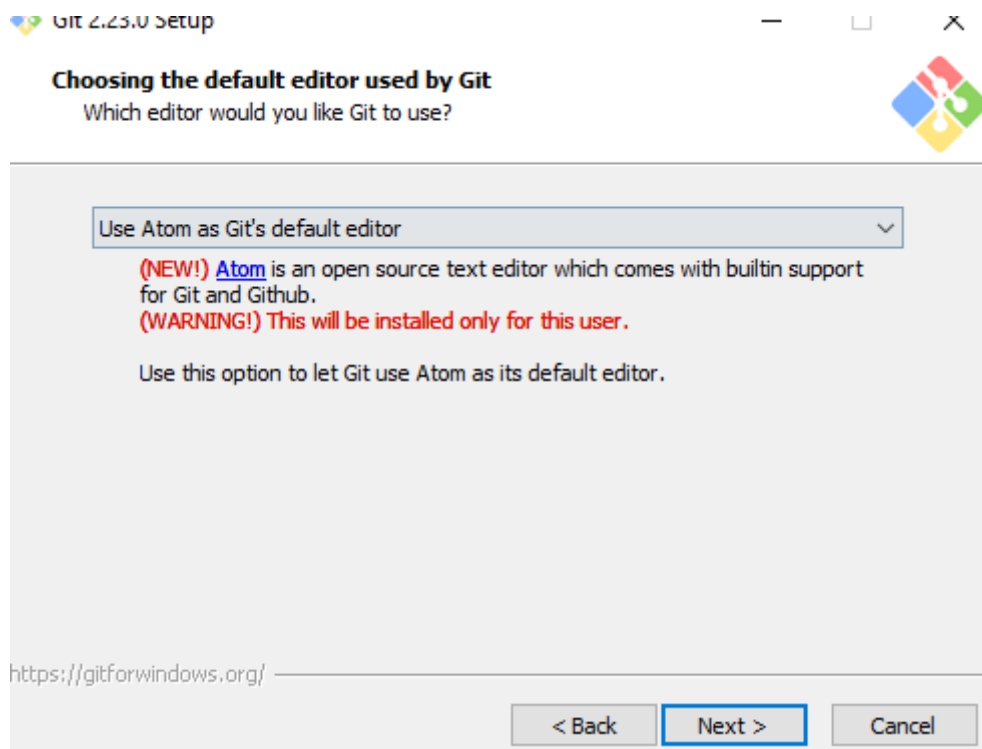 Git 2.23.0 Setup
Choosing the default editor used by Git
Which editor would you like Git to use?
Use Atom as Git's default editor
(NEW!) Atom is an open source text editor which comes with builtin support
for Git and Github.
(WARNING!) This will be installed only for this user.
Use this option to let Git use Atom as its default editor.
https://gitforwindows.org/
< Back
Next >
Cancel